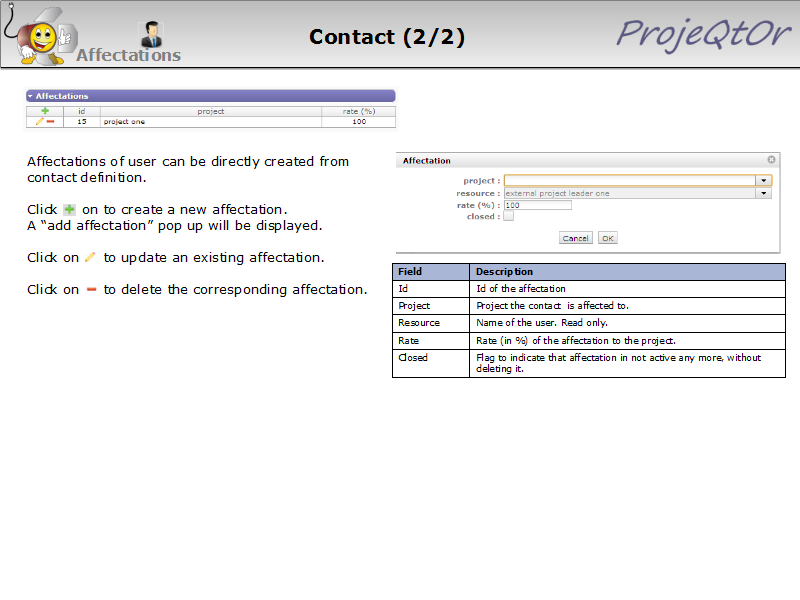 Contact (2/2)
ProjeQtOr
Affectations
Affectations
id project rate (%)
15 project one 100
Affectations of user can be directly created from
contact definition.
Click on to create a new affectation.
A “add affectation” pop up will be displayed.
Click on to update an existing affectation.
Click on to delete the corresponding affectation.
Affectation
project :
resource : external project leader one
rate (%) : 100
closed :
Cancel OK
Field Description
Id Id of the affectation
Project Project the contact is affected to.
Resource Name of the user. Read only.
Rate Rate (in %) of the affectation to the project.
Closed Flag to indicate that affectation in not active any more, without
deleting it.